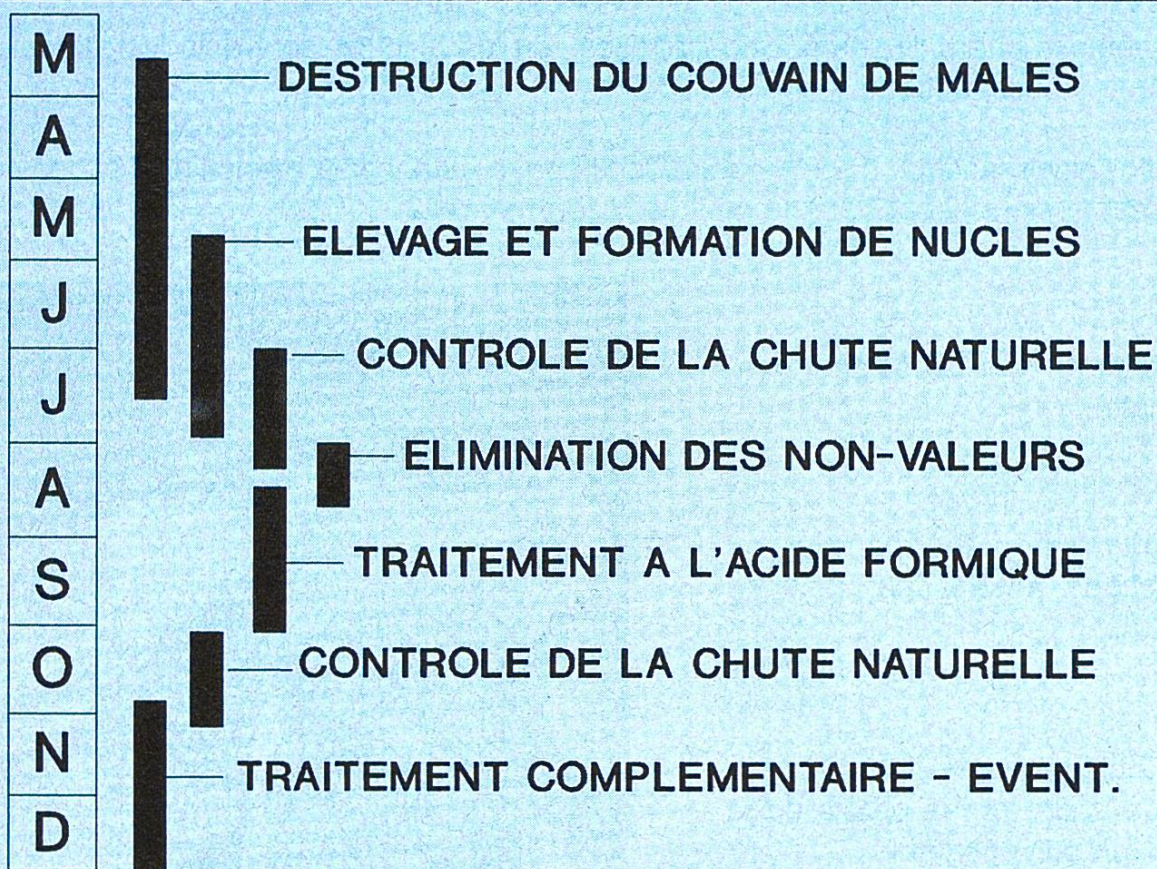 M
DESTRUCTION DU COUVAIN DE MALES
A
M
ELEVAGE ET FORMATION DE NUCLES
J
CONTROLE DE LA CHUTE NATURELLE
J
ELIMINATION DES NON-VALEURS
A
TRAITEMENT A L'ACIDE FORMIQUE
S
O
CONTROLE DE LA CHUTE NATURELLE
N
TRAITEMENT COMPLEMENTAIRE - EVENT.
D